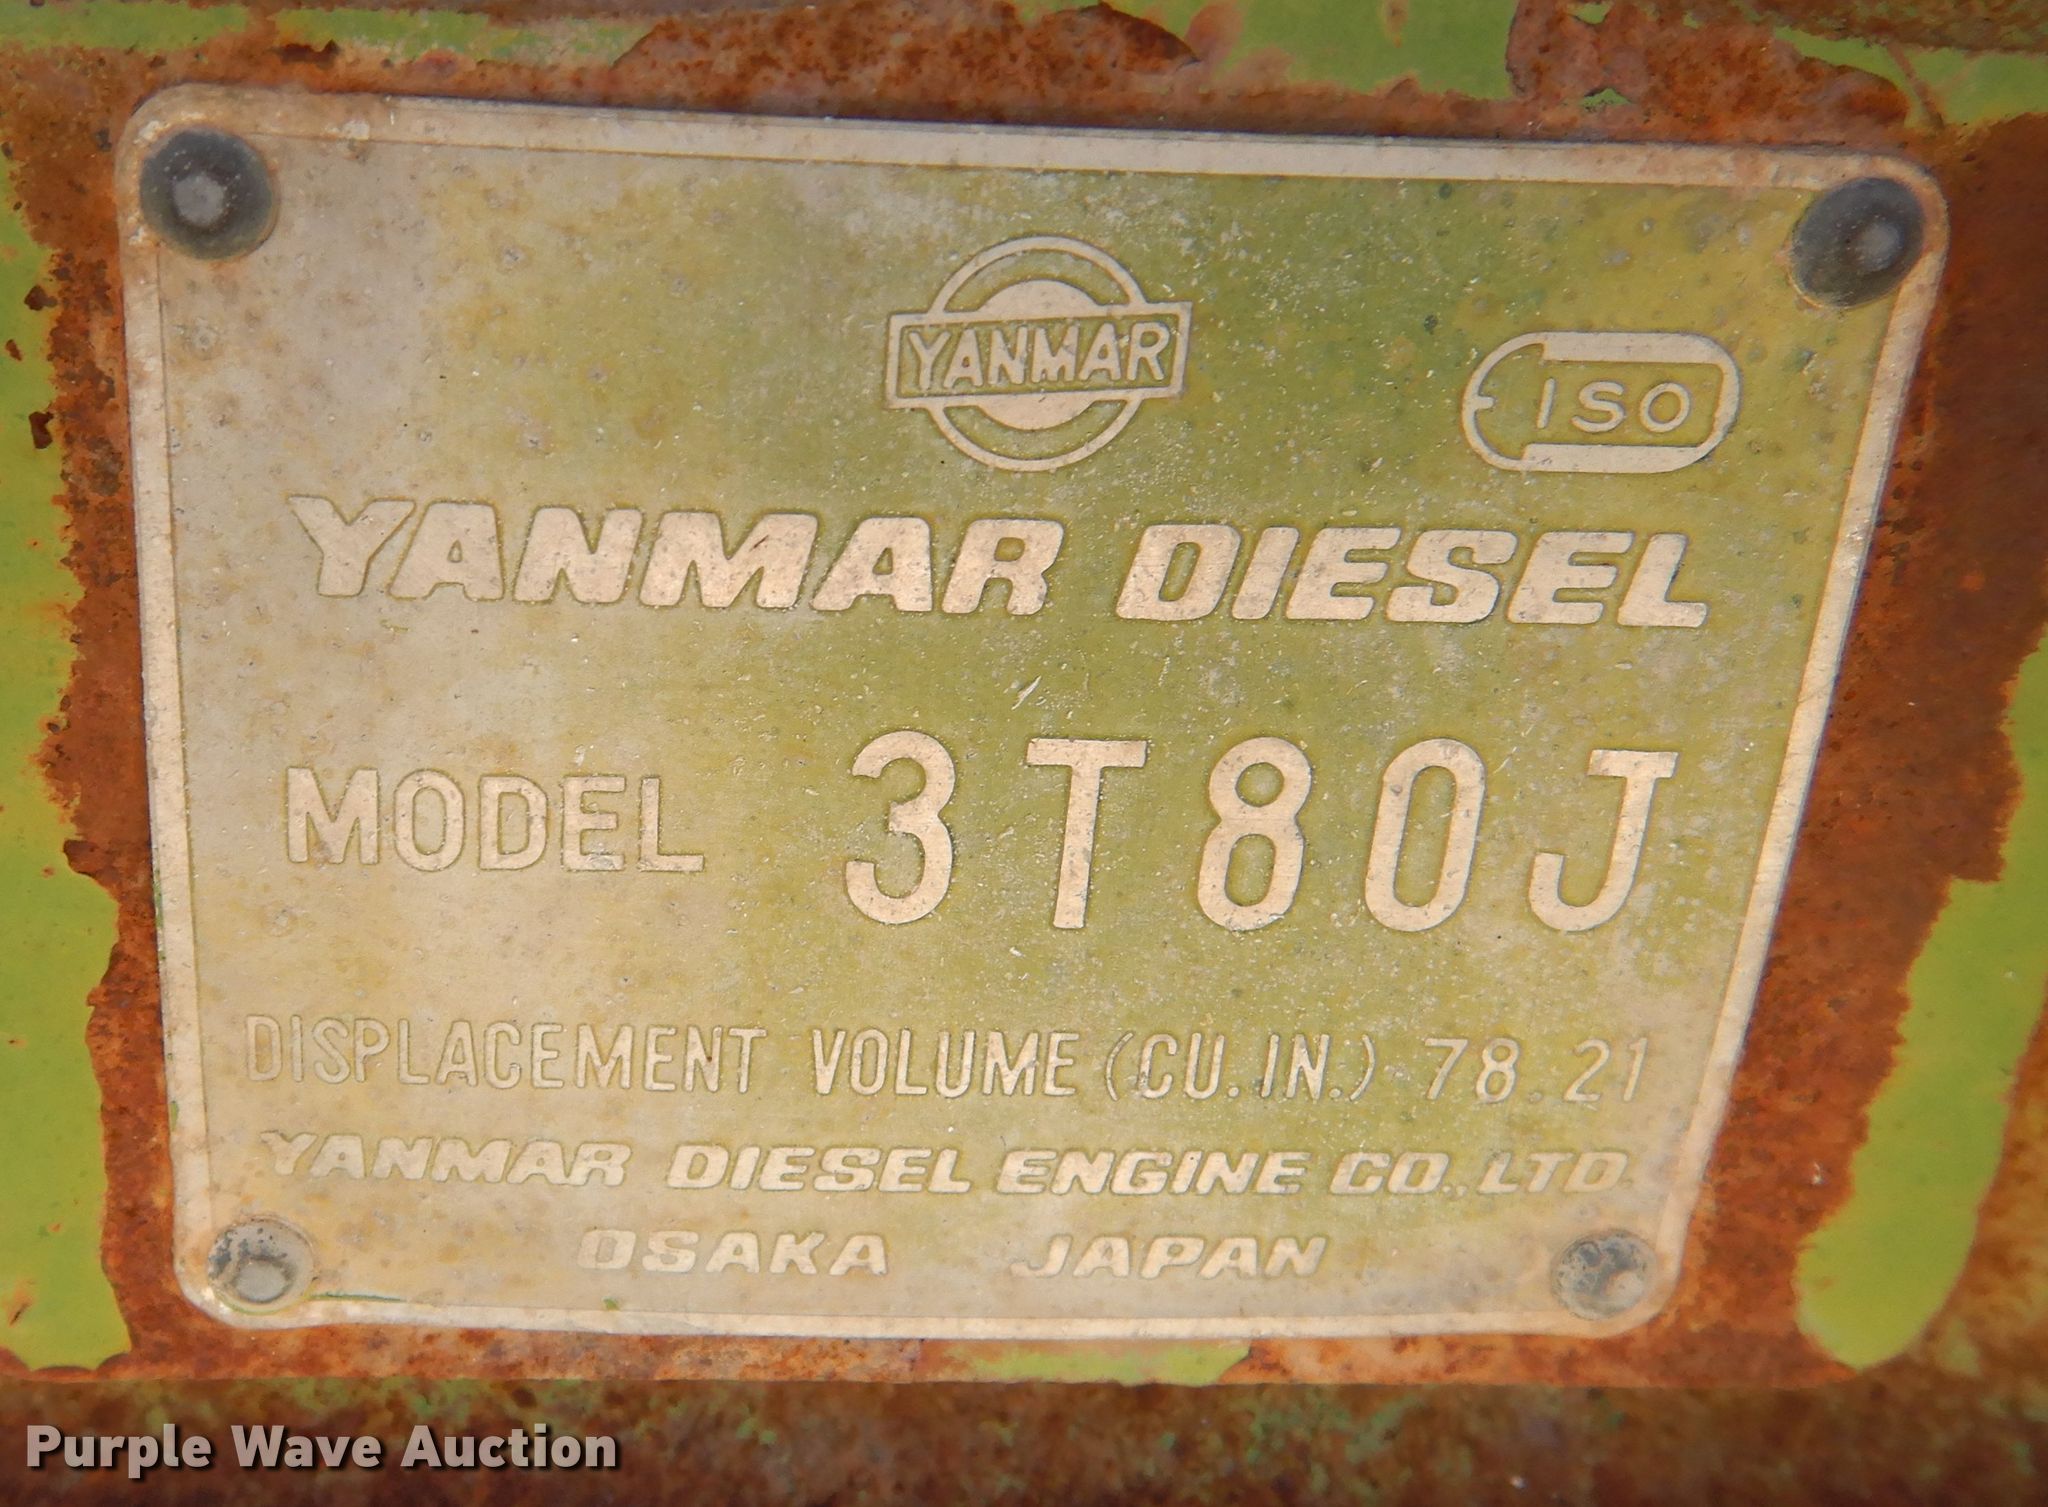 YANMAR
ISO
YANMAR DIESEL
MODEL 3T80J
DISPLACEMENT VOLUME (CU.IN.) 78.21
YANMAR DIESEL ENGINE CO.,LTD.
OSAKA JAPAN
Purple Wave Auction